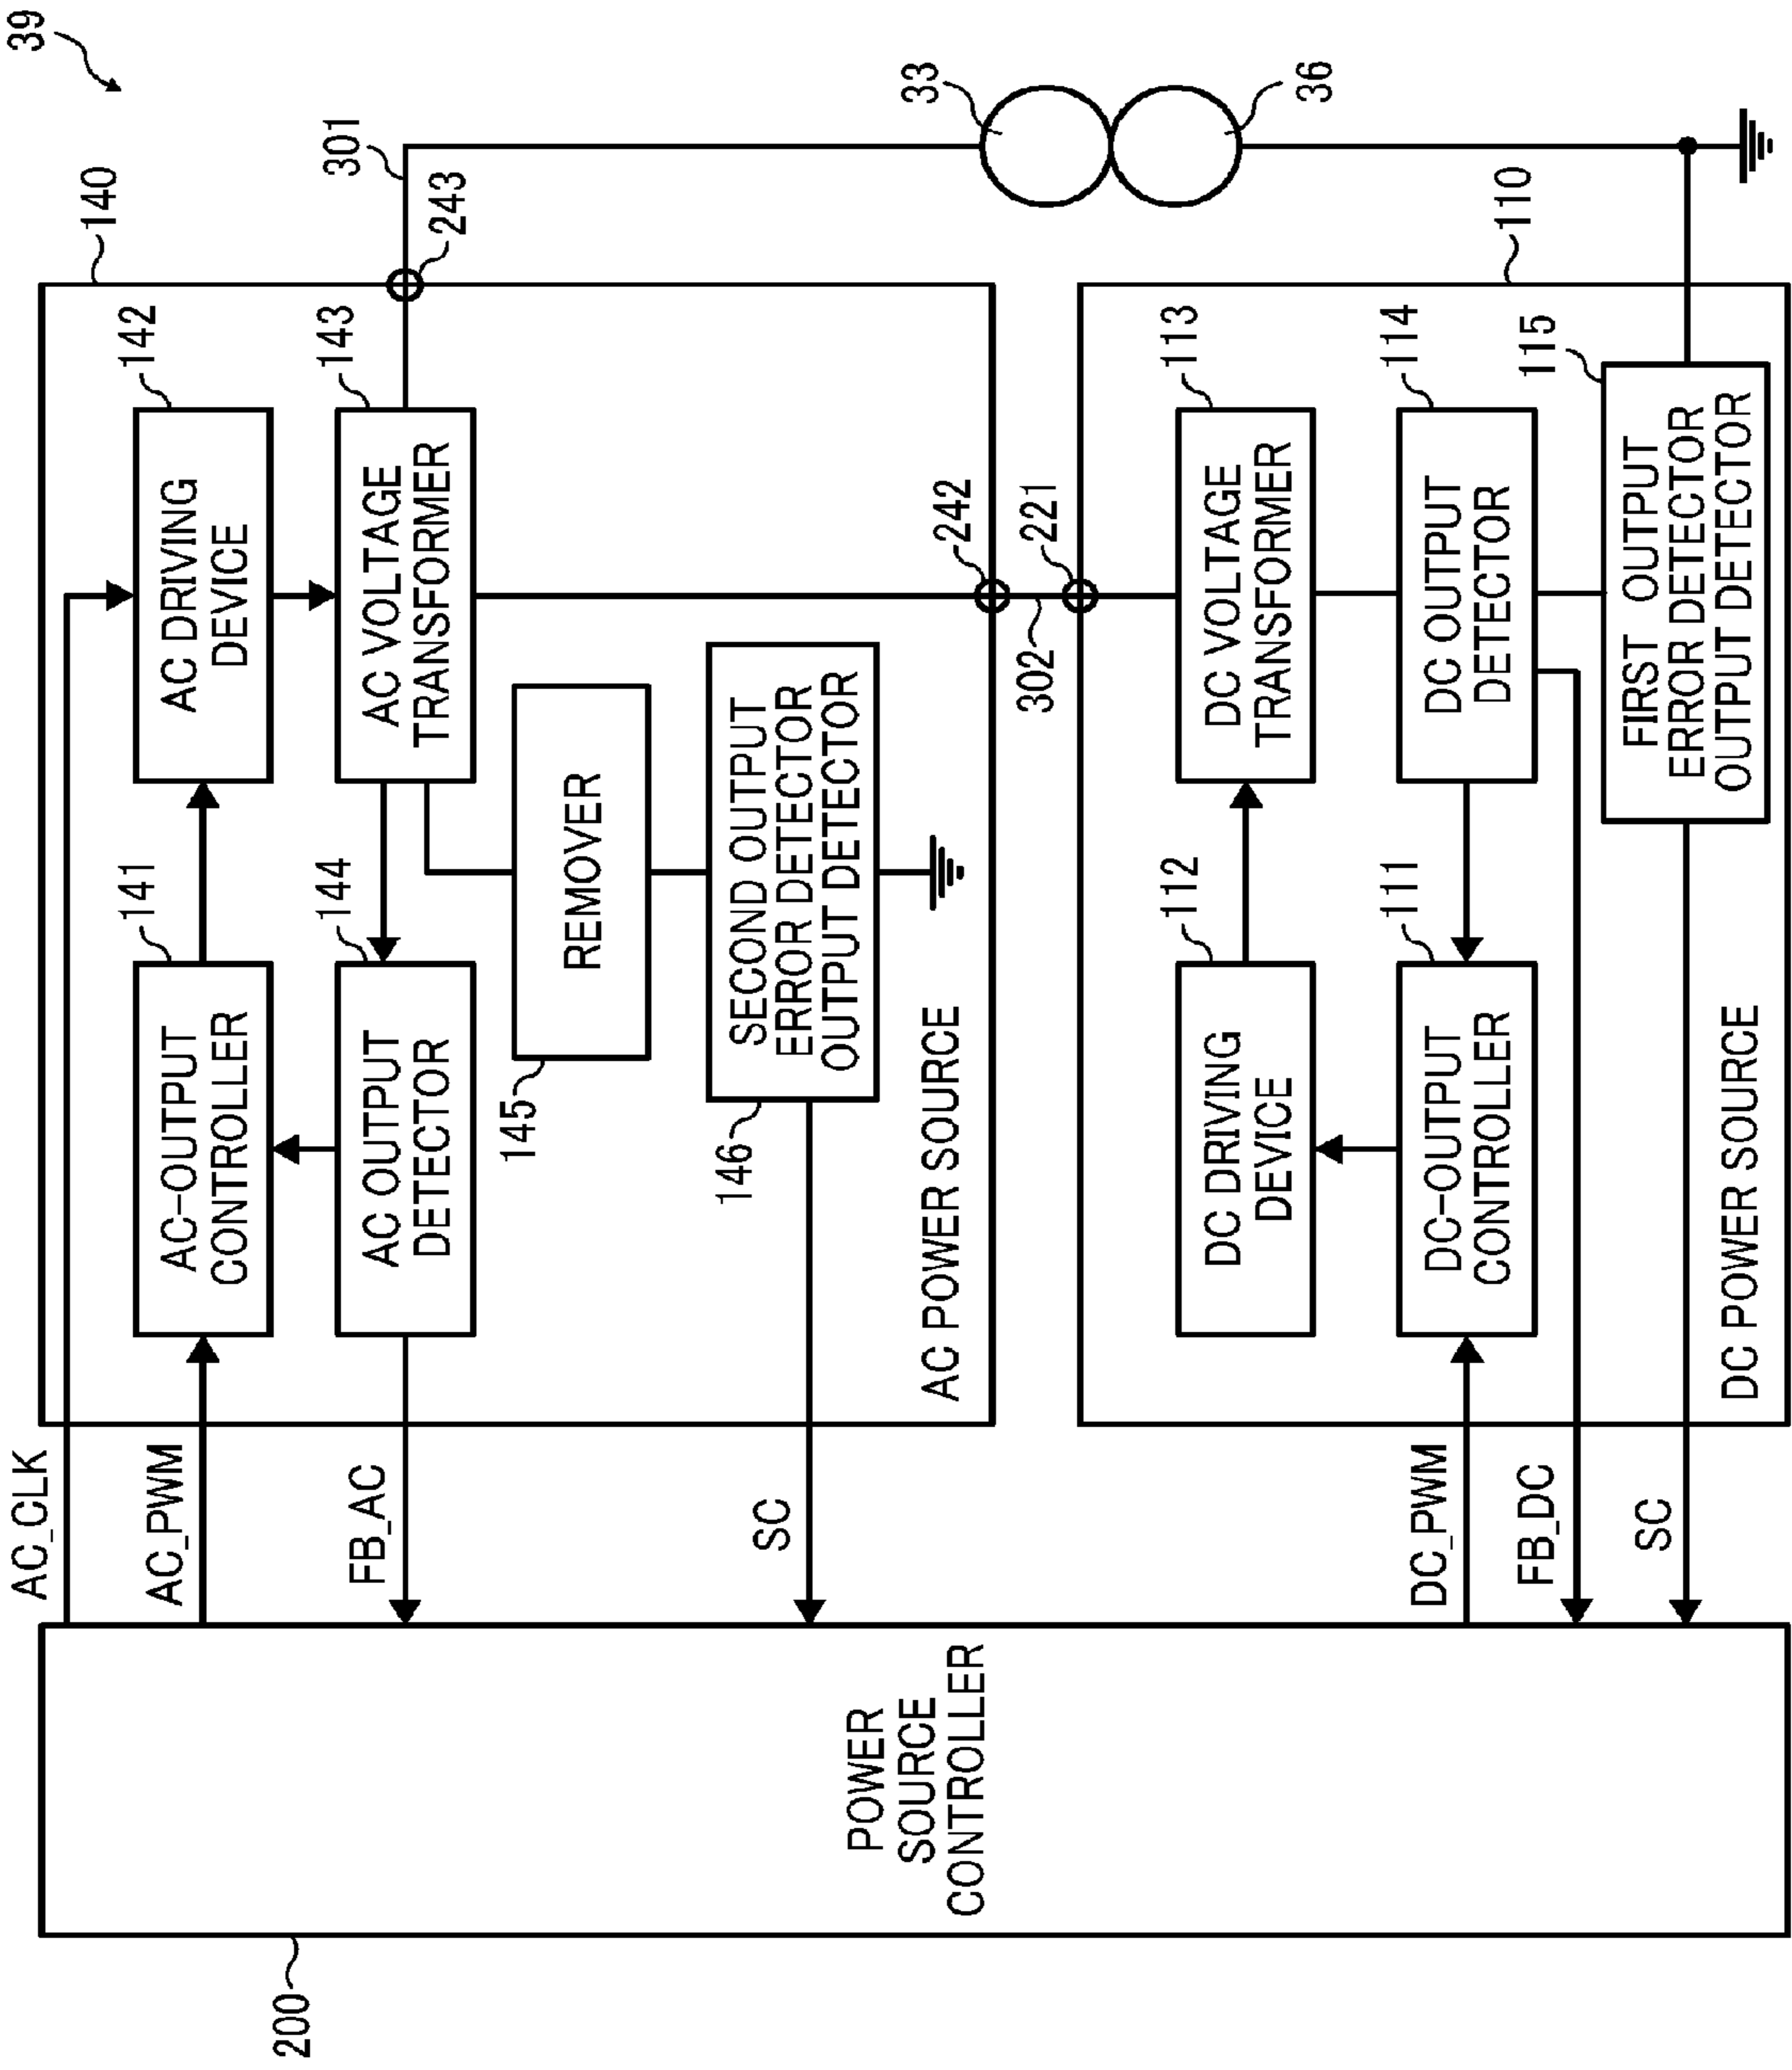 39
200
POWER
SOURCE
CONTROLLER
AC_CLK
AC_PWM
FB_AC
SC
DC_PWM
FB_DC
SC
140
AC POWER SOURCE
141
AC-OUTPUT
CONTROLLER
142
AC DRIVING
DEVICE
144
AC OUTPUT
DETECTOR
143
AC VOLTAGE
TRANSFORMER
145
REMOVER
146
SECOND OUTPUT
ERROR DETECTOR
OUTPUT DETECTOR
243
301
242
302
221
33
36
110
DC POWER SOURCE
112
DC DRIVING
DEVICE
113
DC VOLTAGE
TRANSFORMER
111
DC-OUTPUT
CONTROLLER
114
DC OUTPUT
DETECTOR
115
FIRST OUTPUT
ERROR DETECTOR
OUTPUT DETECTOR